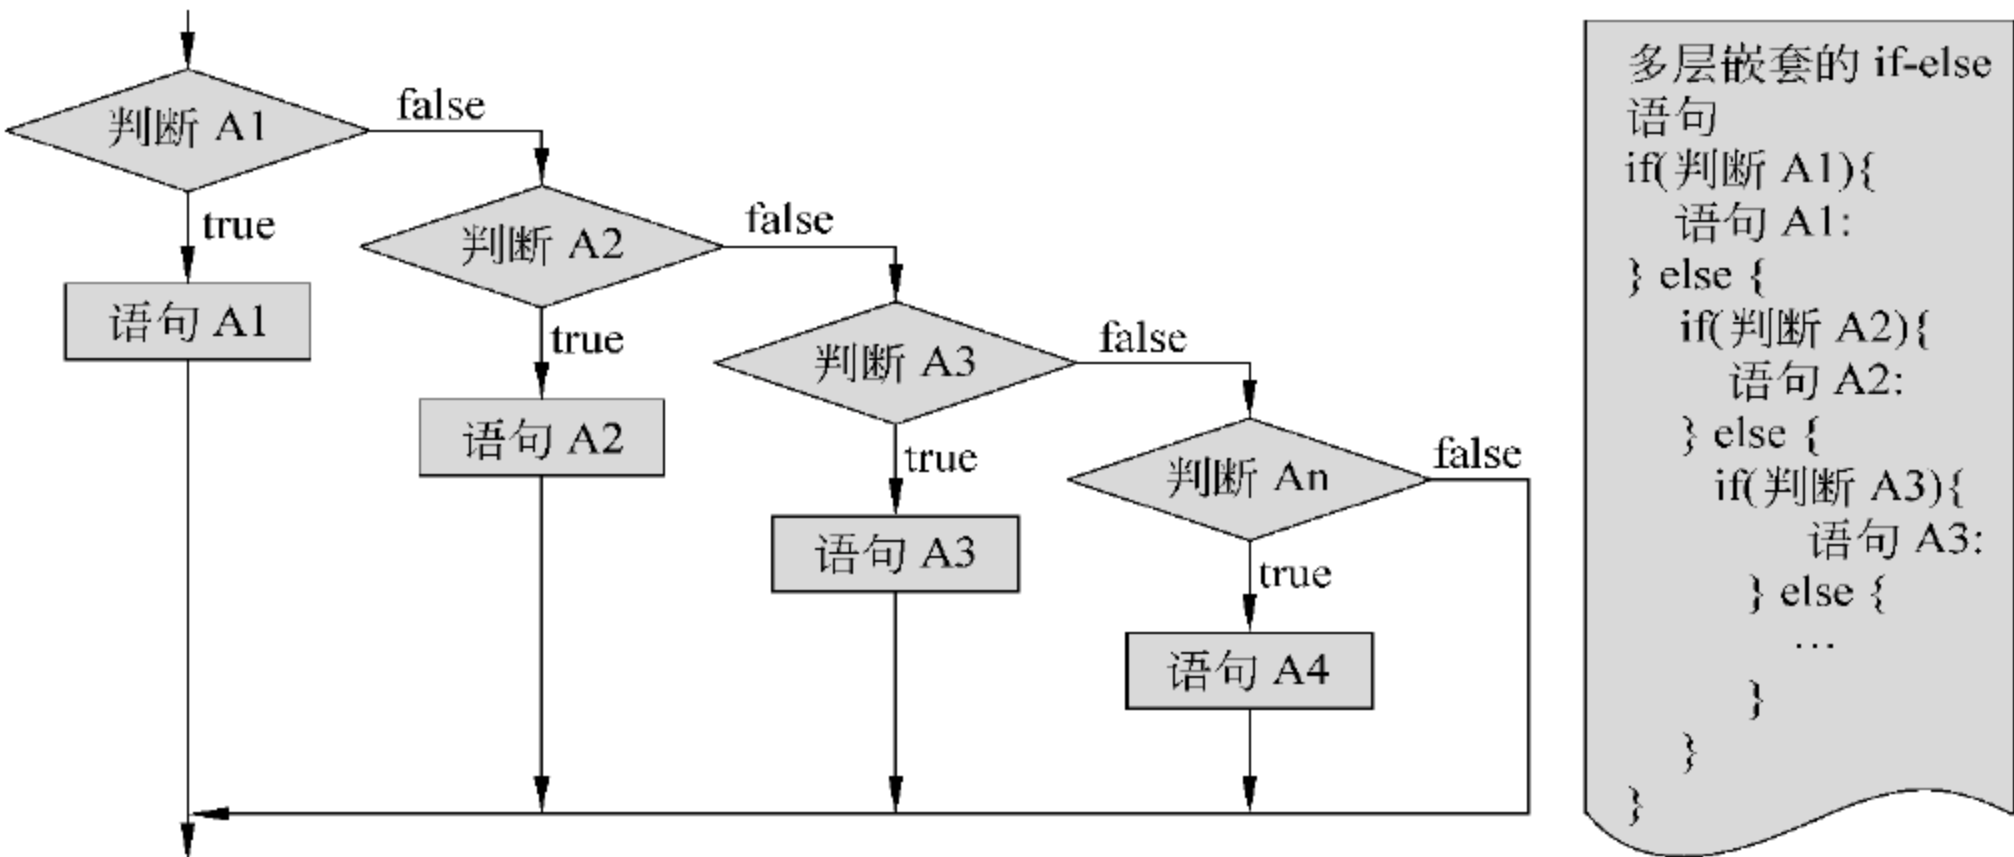 判断 A1
false
true
语句 A1
判断 A2
false
true
语句 A2
判断 A3
false
true
语句 A3
判断 An
false
true
语句 A4
多层嵌套的 if-else
语句
if(判断 A1){
语句 A1:
} else {
if(判断 A2){
语句 A2:
} else {
if(判断 A3){
语句 A3:
} else {
…
}
}
}